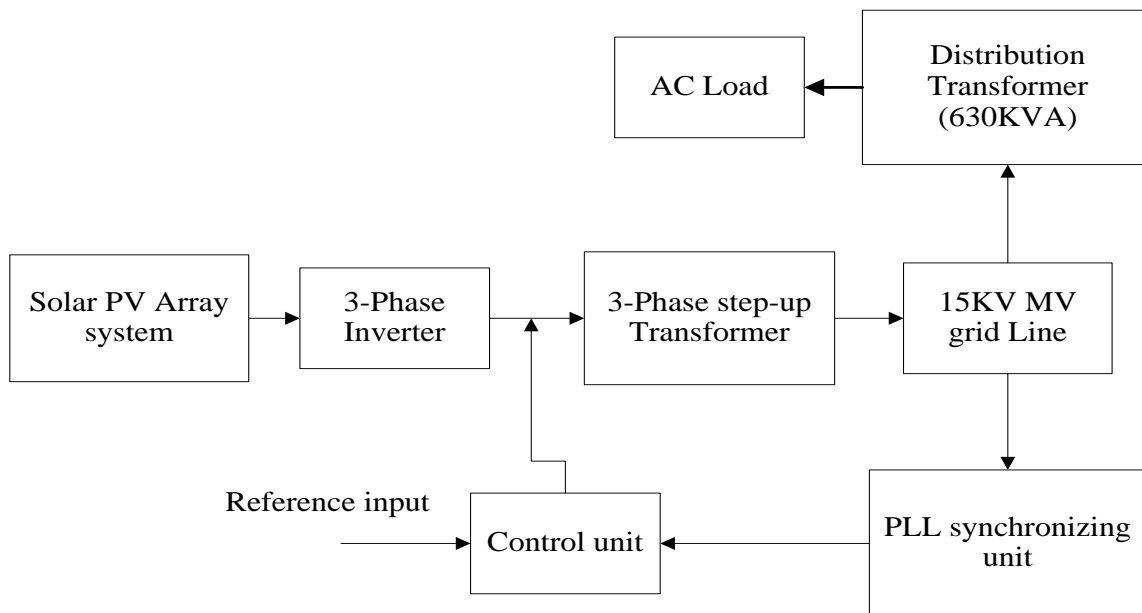 Distribution
Transformer
(630KVA)
AC Load
Solar PV Array
system
3-Phase
Inverter
3-Phase step-up
Transformer
15KV MV
grid Line
Reference input
Control unit
PLL synchronizing
unit